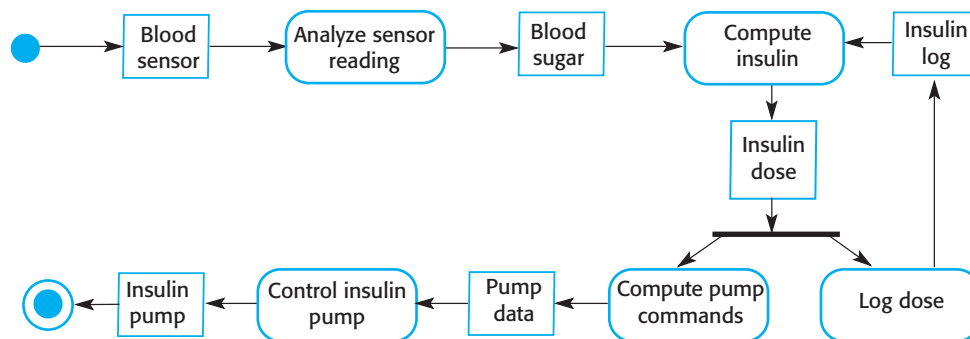 Blood
sensor
Analyze sensor
reading
Blood
sugar
Compute
insulin
Insulin
log
Insulin
dose
Insulin
pump
Control insulin
pump
Pump
data
Compute pump
commands
Log dose